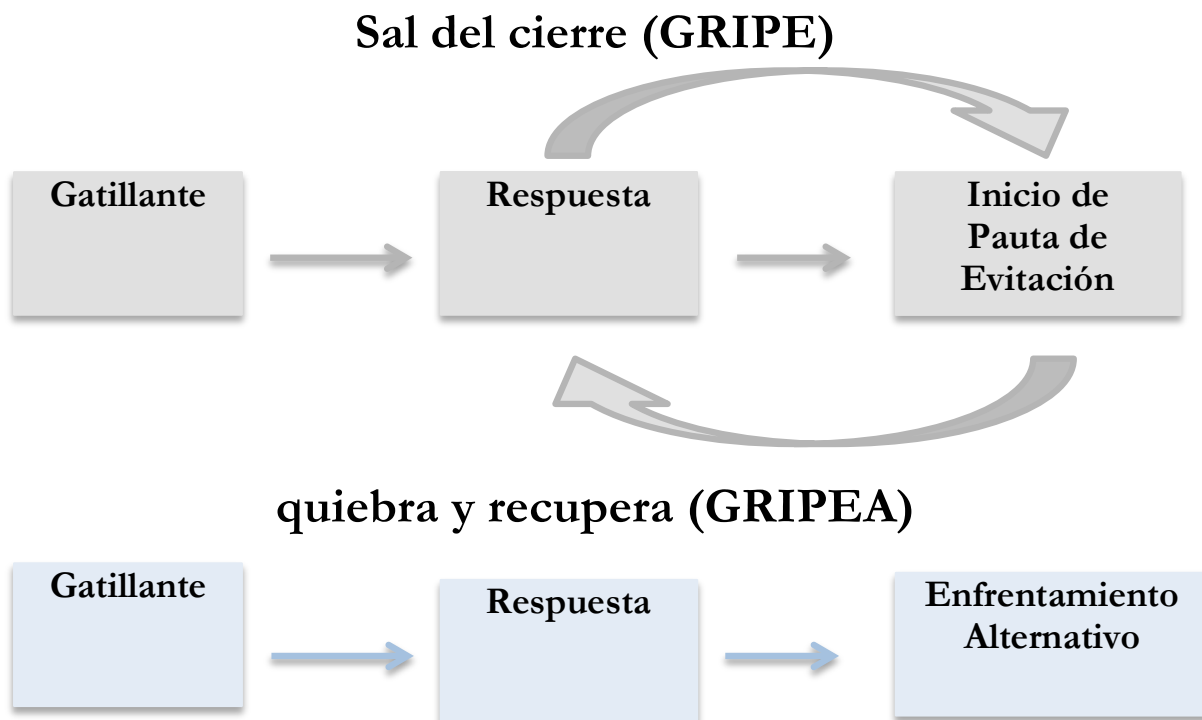 Sal del cierre (GRIPE)
Gatillante
Respuesta
Inicio de
Pauta de
Evitación
quiebra y recupera (GRIPEA)
Gatillante
Respuesta
Enfrentamiento
Alternativo